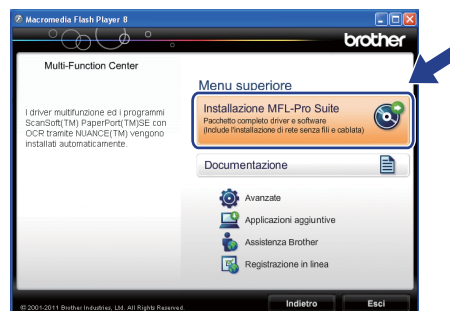 Macromedia Flash Player 8
brother
Multi-Function Center
Menu superiore
I driver multifunzione ed i programmi
ScanSoft(TM) PaperPort(TM)SE con
OCR tramite NUANCE(TM) vengono
installati automaticamente.
Installazione MFL-Pro Suite
Pacchetto completo driver e software
(Include l'installazione di rete senza fili e cablata)
Documentazione
Avanzate
Applicazioni aggiuntive
Assistenza Brother
Registrazione in linea
© 2001-2011 Brother Industries, Ltd. All Rights Reserved.
Indietro
Esci